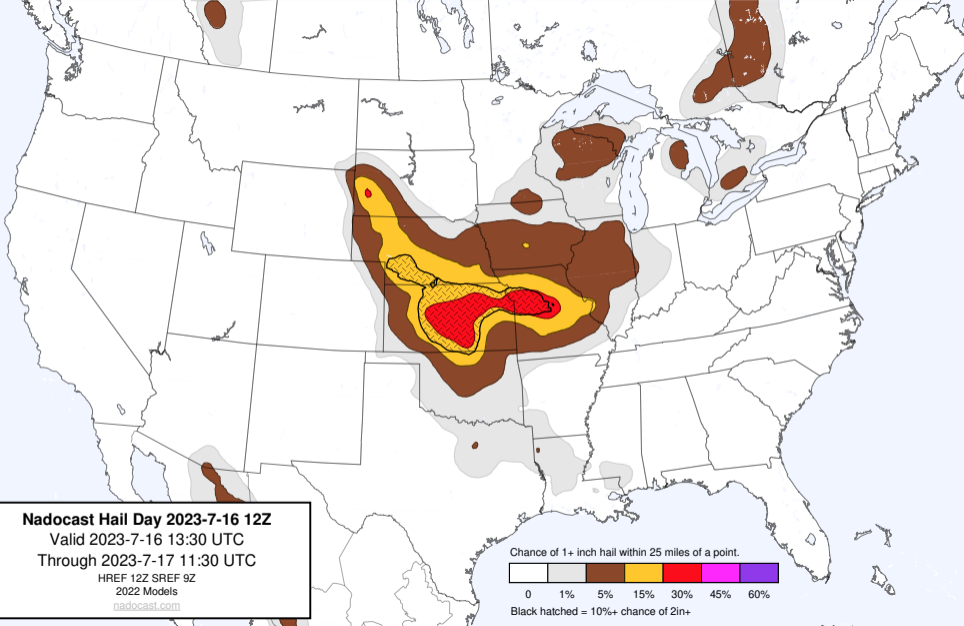 Nadocast Hail Day 2023-7-16 12Z
Valid 2023-7-16 13:30 UTC
Through 2023-7-17 11:30 UTC
HREF 12Z SREF 9Z
2022 Models
nadocast.com
Chance of 1+ inch hail within 25 miles of a point.
0 1% 5% 15% 30% 45% 60%
Black hatched = 10%+ chance of 2in+